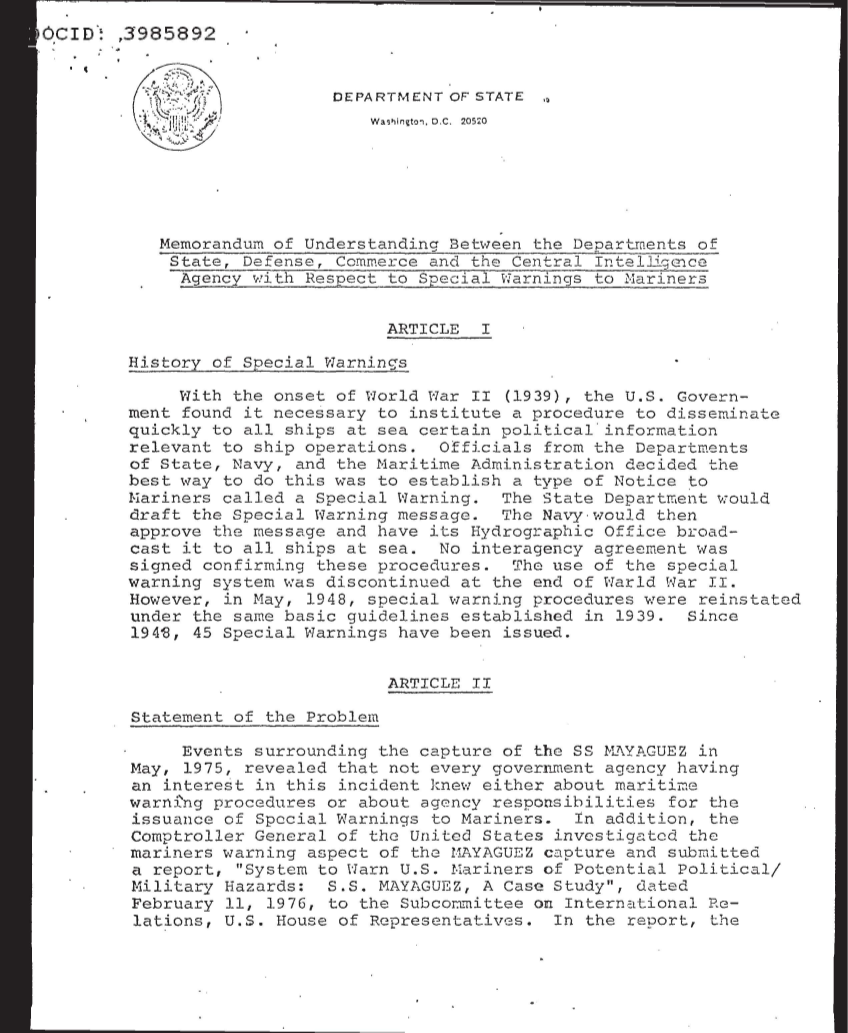 DOCID: 3985892
DEPARTMENT OF STATE
Washington, D.C. 20520
Memorandum of Understanding Between the Departments of
State, Defense, Commerce and the Central Intelligence
Agency with Respect to Special Warnings to Mariners
ARTICLE I
History of Special Warnings
With the onset of World War II (1939), the U.S. Govern-
ment found it necessary to institute a procedure to disseminate
quickly to all ships at sea certain political information
relevant to ship operations. Officials from the Departments
of State, Navy, and the Maritime Administration decided the
best way to do this was to establish a type of Notice to
Mariners called a Special Warning. The State Department would
draft the Special Warning message. The Navy would then
approve the message and have its Hydrographic Office broad-
cast it to all ships at sea. No interagency agreement was
signed confirming these procedures. The use of the special
warning system was discontinued at the end of Warld War II.
However, in May, 1948, special warning procedures were reinstated
under the same basic guidelines established in 1939. Since
1948, 45 Special Warnings have been issued.
ARTICLE II
Statement of the Problem
Events surrounding the capture of the SS MAYAGUEZ in
May, 1975, revealed that not every government agency having
an interest in this incident knew either about maritime
warning procedures or about agency responsibilities for the
issuance of Special Warnings to Mariners. In addition, the
Comptroller General of the United States investigated the
mariners warning aspect of the MAYAGUEZ capture and submitted
a report, "System to Warn U.S. Mariners of Potential Political/
Military Hazards: S.S. MAYAGUEZ, A Case Study", dated
February 11, 1976, to the Subcommittee on International Re-
lations, U.S. House of Representatives. In the report, the